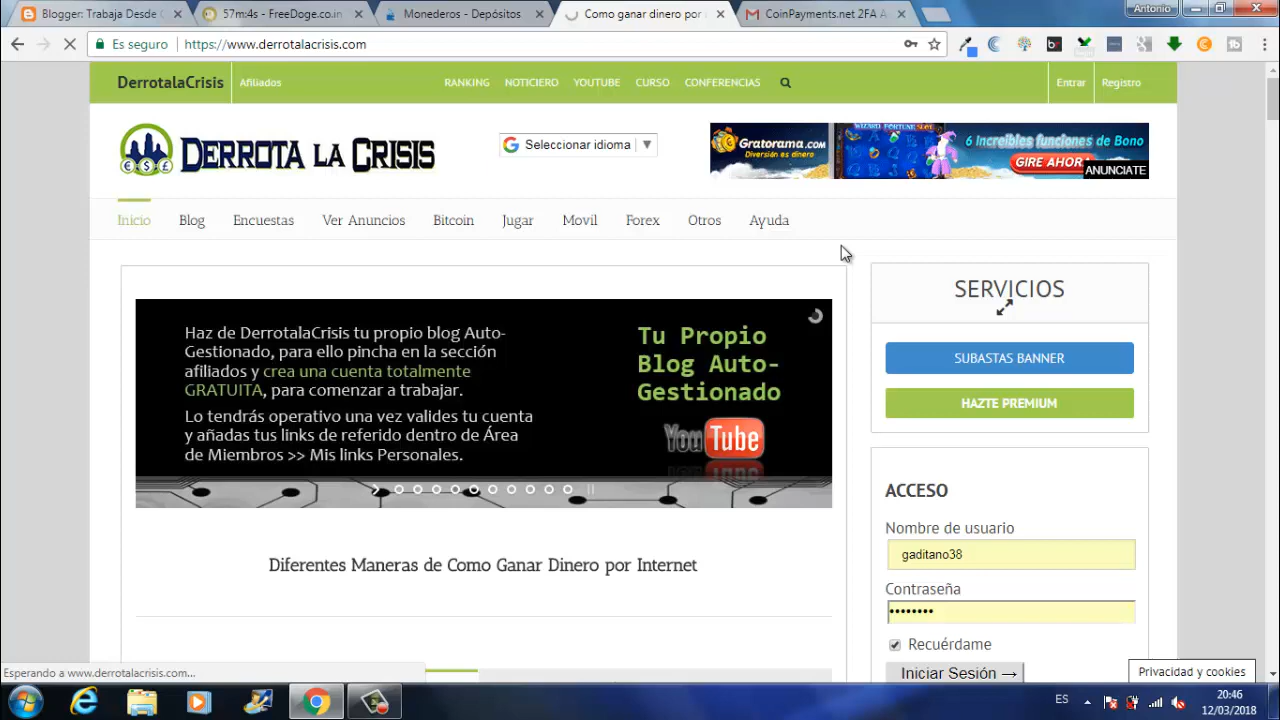 Blogger: Trabaja Desde C
57m:4s - FreeDoge.co.in
Monederos - Depósitos
Como ganar dinero por
CoinPayments.net 2FA A
Antonio
Es seguro
https://www.derrotalacrisis.com
DerrotalaCrisis
Afiliados
RANKING
NOTICIERO
YOUTUBE
CURSO
CONFERENCIAS
Entrar
Registro
DERROTA LA CRISIS
Seleccionar idioma
Gratorama.com
Diversión es dinero
WIZARD FORTUNE SLOT
6 increíbles funciones
de Bono
GIRE AHORA
ANUNCIATE
Inicio
Blog
Encuestas
Ver Anuncios
Bitcoin
Jugar
Movil
Forex
Otros
Ayuda
Haz de DerrotalaCrisis tu propio blog Auto-
Gestionado, para ello pincha en la sección
afiliados y crea una cuenta totalmente
GRATUITA, para comenzar a trabajar.
Lo tendrás operativo una vez valides tu cuenta
y añadas tus links de referido dentro de Área
de Miembros >> Mis links Personales.
Tu Propio
Blog Auto-
Gestionado
YouTube
Diferentes Maneras de Como Ganar Dinero por Internet
SERVICIOS
SUBASTAS BANNER
HAZTE PREMIUM
ACCESO
Nombre de usuario
gaditano38
Contraseña
••••••••
Recuérdame
Iniciar Sesión →
Privacidad y cookies
Esperando a www.derrotalacrisis.com...
ES
20:46
12/03/2018